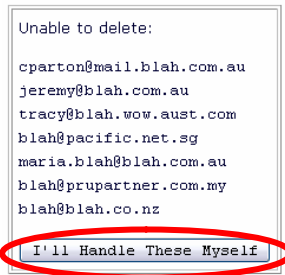 Unable to delete:
cparton@mail.blah.com.au
jeremy@blah.com.au
tracy@blah.wow.aust.com
blah@pacific.net.sg
maria.blah@blah.com.au
blah@prupartner.com.my
blah@blah.co.nz
I'll Handle These Myself